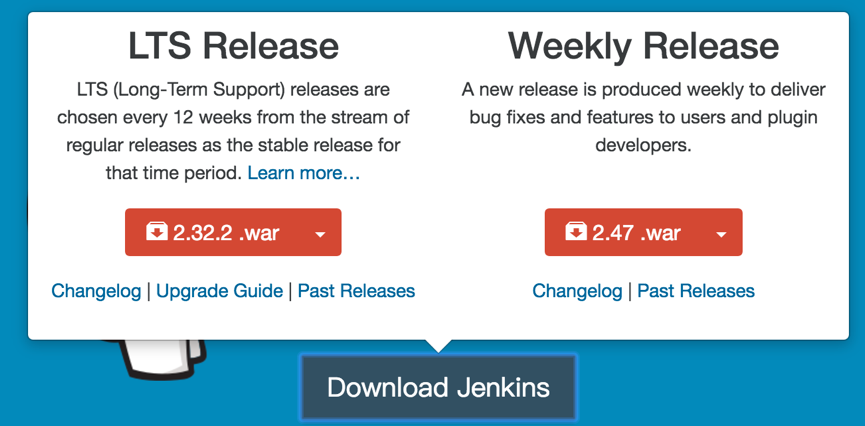 LTS Release
LTS (Long-Term Support) releases are
chosen every 12 weeks from the stream of
regular releases as the stable release for
that time period. Learn more…
2.32.2 .war
Changelog | Upgrade Guide | Past Releases
Weekly Release
A new release is produced weekly to deliver
bug fixes and features to users and plugin
developers.
2.47 .war
Changelog | Past Releases
Download Jenkins